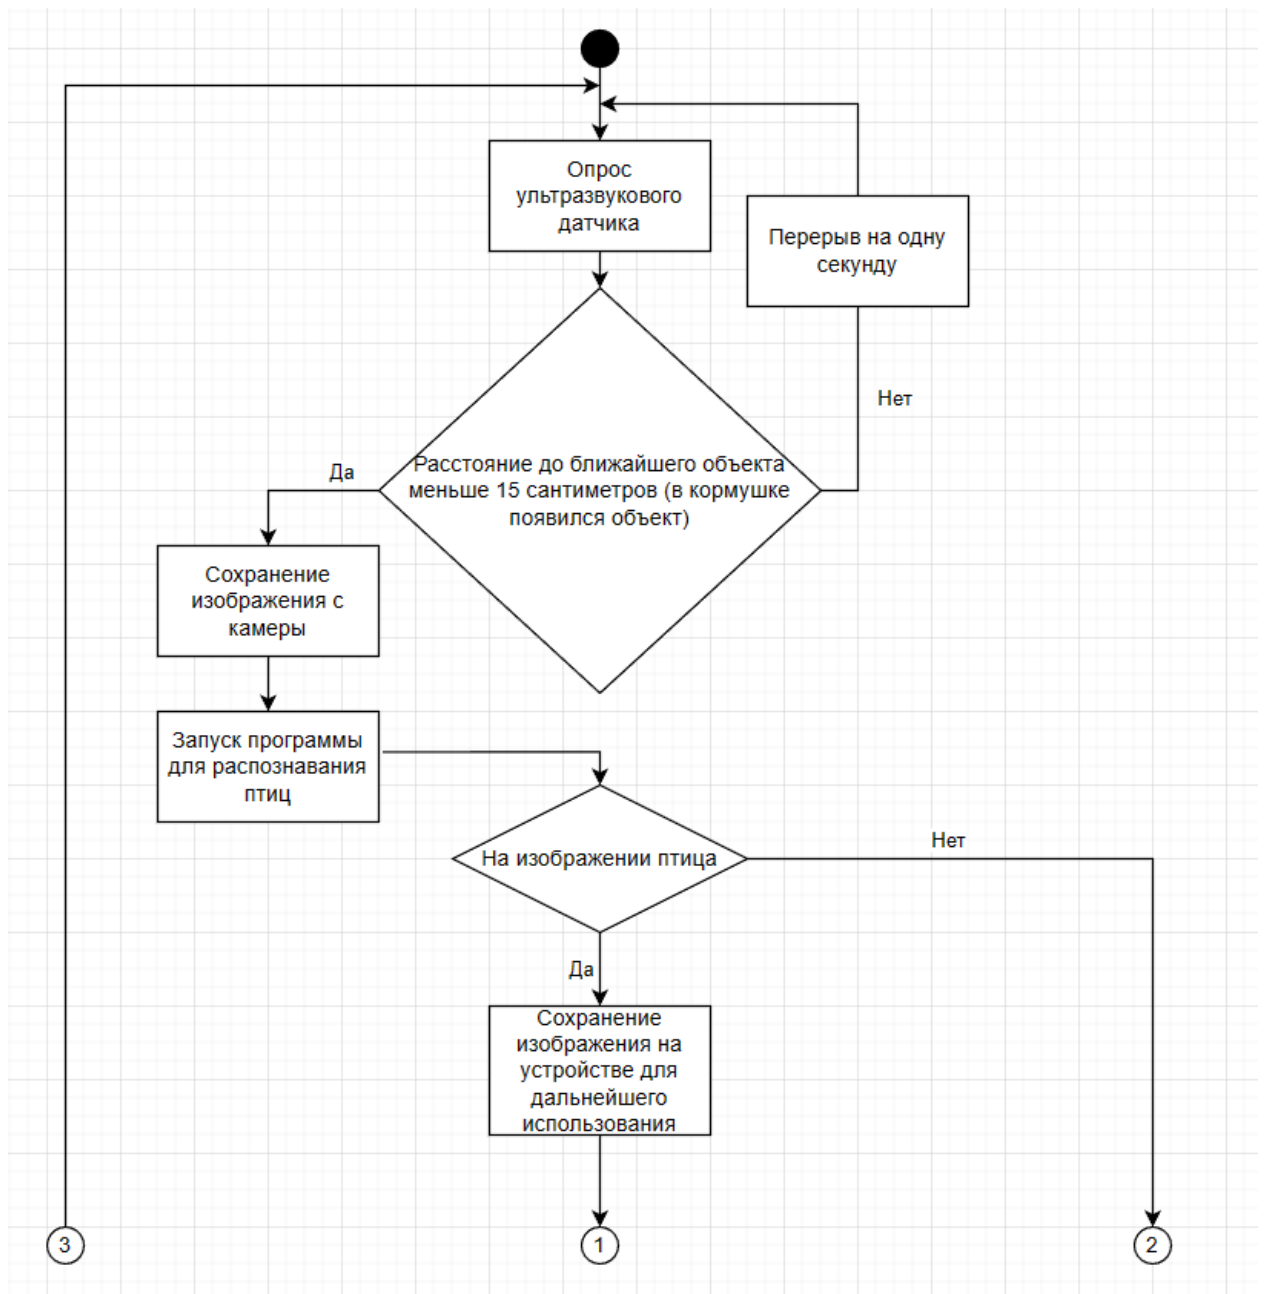 Опрос
ультразвукового
датчика
Перерыв на одну
секунду
Нет
Расстояние до ближайшего объекта
меньше 15 сантиметров (в кормушке
появился объект)
Да
Сохранение
изображения с
камеры
Запуск программы
для распознавания
птиц
На изображении птица
Нет
Да
Сохранение
изображения на
устройстве для
дальнейшего
использования
3
1
2